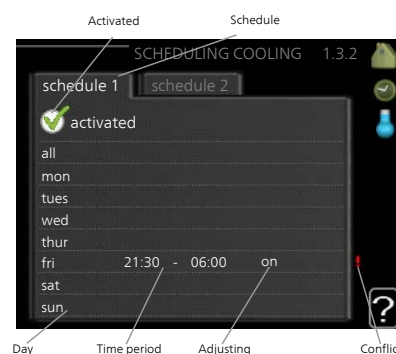 Activated Schedule
SCHEDULING COOLING 1.3.2
schedule 1 schedule 2
activated
all
mon
tues
wed
thur
fri 21:30 - 06:00 on
sat
sun
?
Day Time period Adjusting Conflic